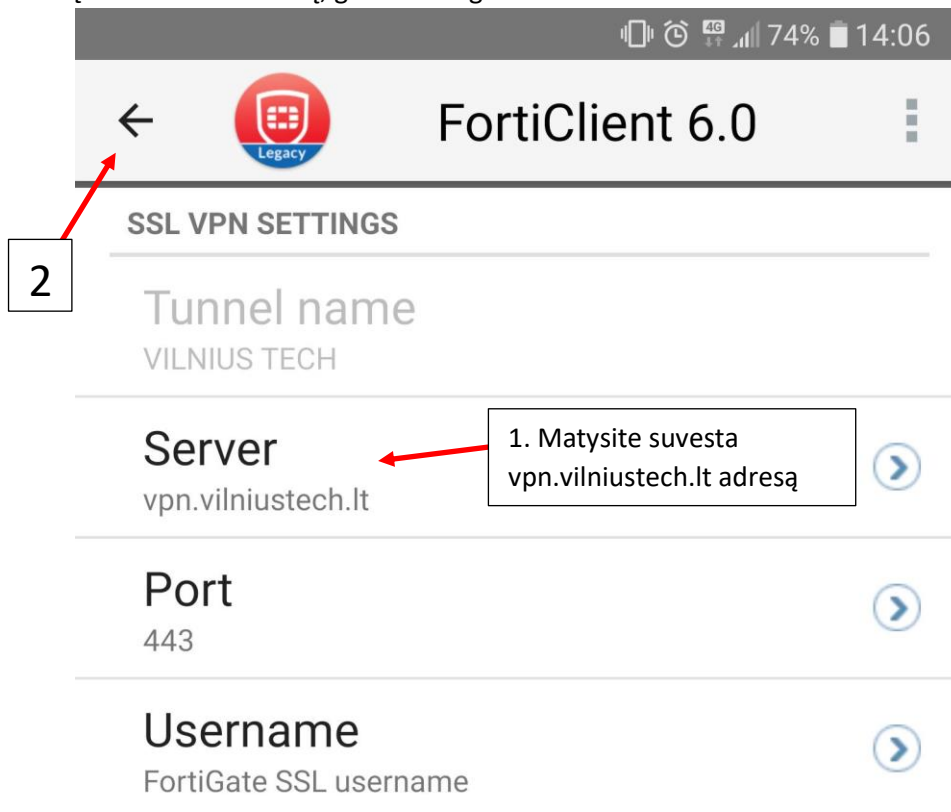 74% 14:06
Legacy
FortiClient 6.0
SSL VPN SETTINGS
2
Tunnel name
VILNIUS TECH
Server
vpn.vilniustech.lt
1. Matysite suvesta
vpn.vilniustech.lt adresą
Port
443
Username
FortiGate SSL username